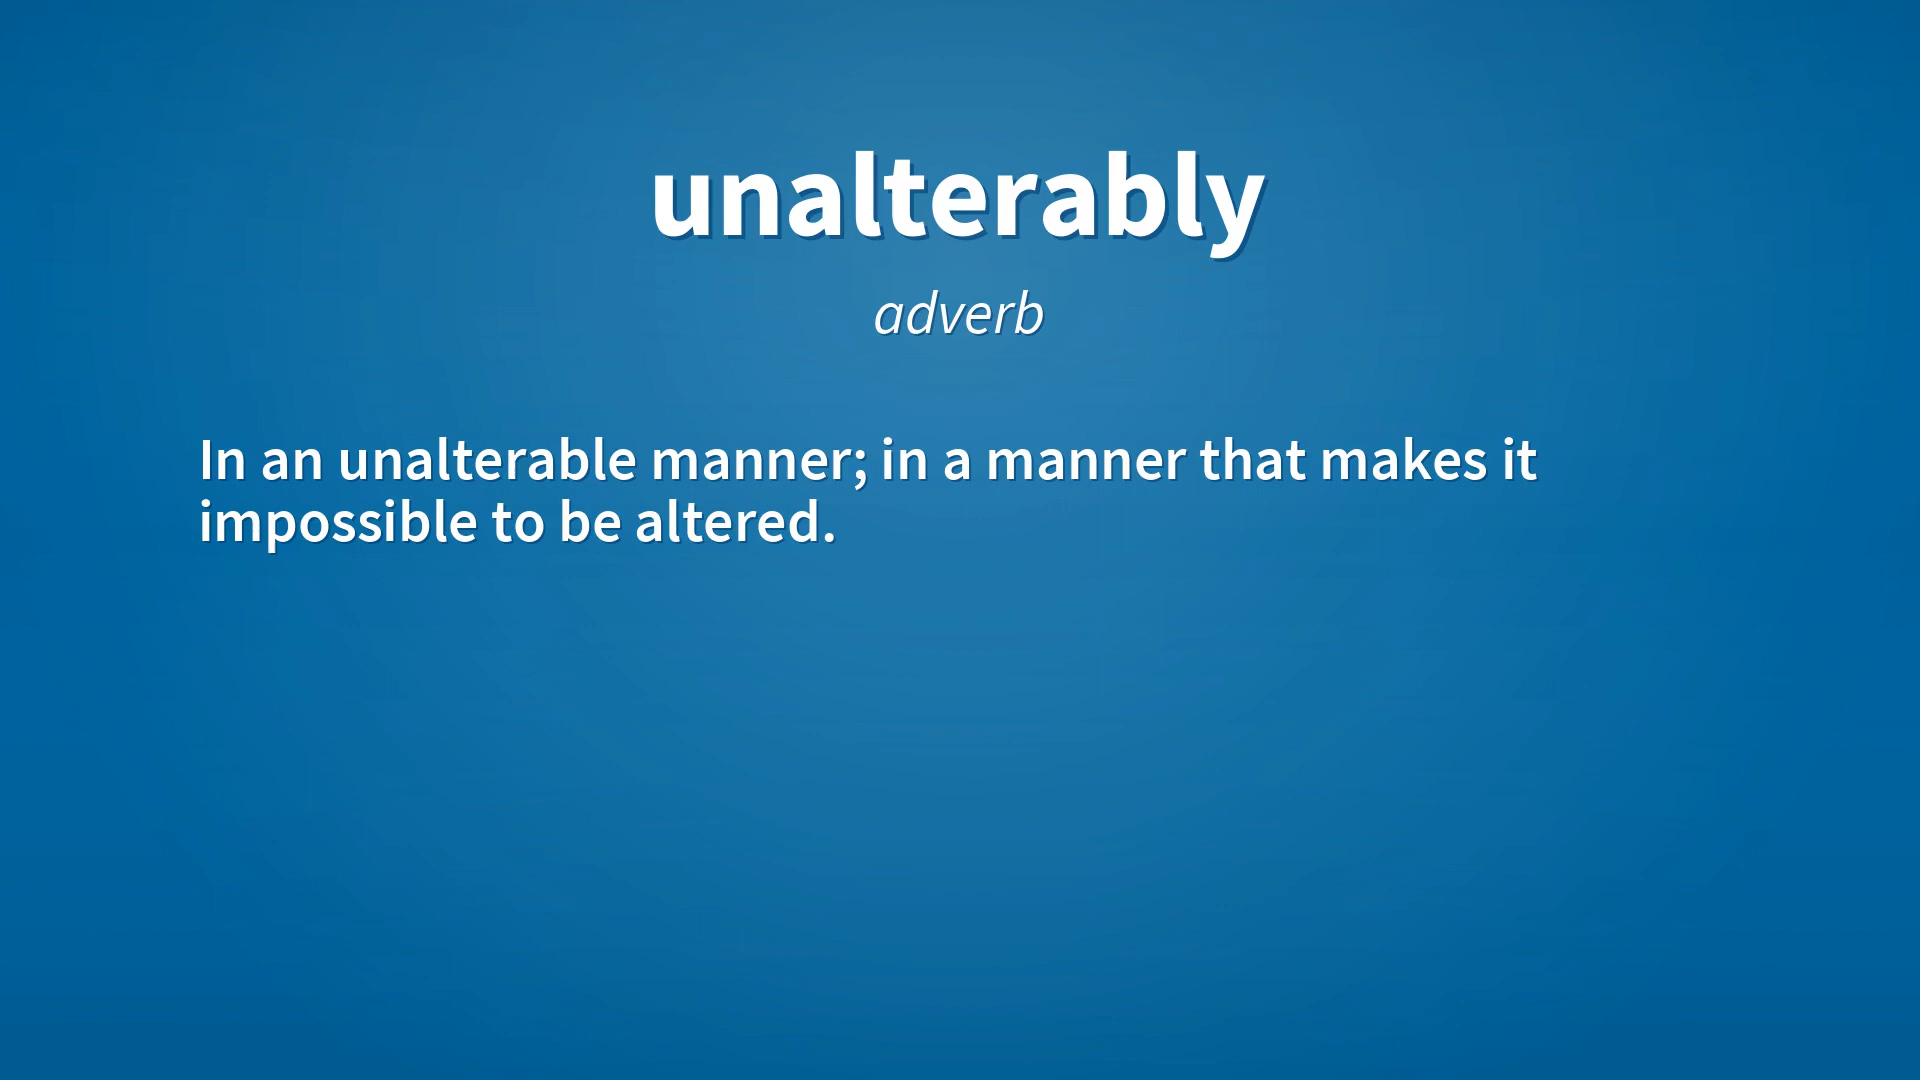 unalterably
adverb
In an unalterable manner; in a manner that makes it
impossible to be altered.